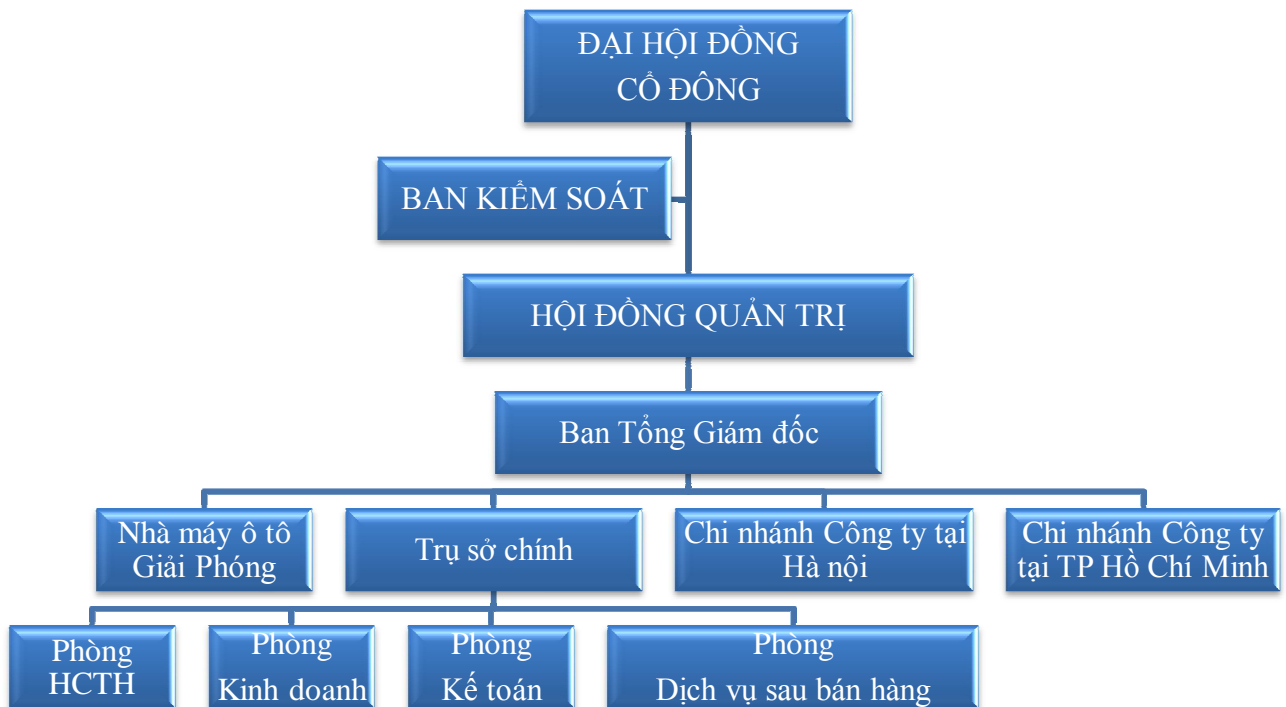 ĐẠI HỘI ĐỒNG
CỔ ĐÔNG
BAN KIỂM SOÁT
HỘI ĐỒNG QUẢN TRỊ
Ban Tổng Giám đốc
Nhà máy ô tô
Giải Phóng
Trụ sở chính
Chi nhánh Công ty tại
Hà nội
Chi nhánh Công ty
tại TP Hồ Chí Minh
Phòng
HCTH
Phòng
Kinh doanh
Phòng
Kế toán
Phòng
Dịch vụ sau bán hàng